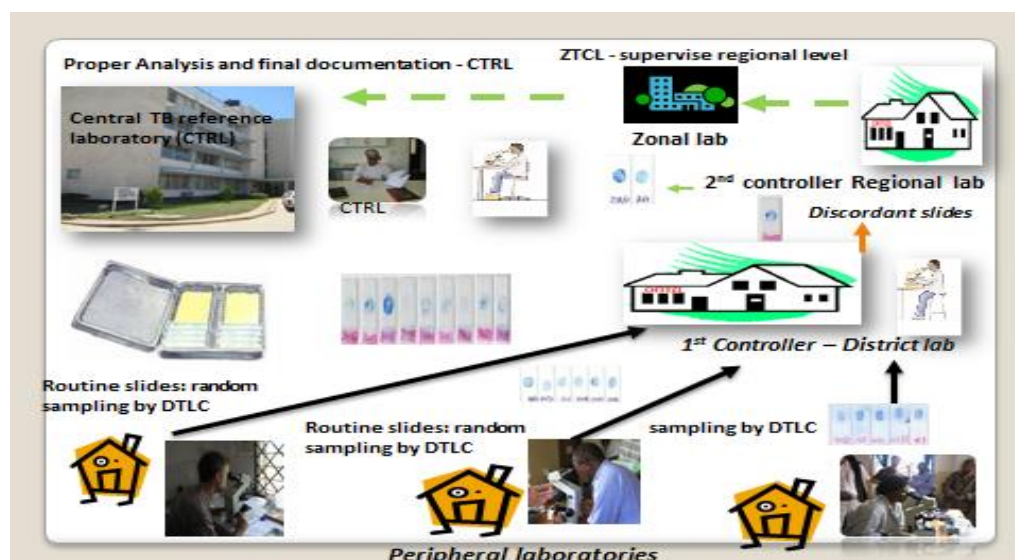 Proper Analysis and final documentation - CTRL
ZTCL - supervise regional level
Central TB reference
laboratory (CTRL)
Zonal lab
CTRL
2nd controller Regional lab
Discordant slides
1st Controller – District lab
Routine slides: random
sampling by DTLC
Routine slides: random
sampling by DTLC
sampling by DTLC
Peripheral laboratories